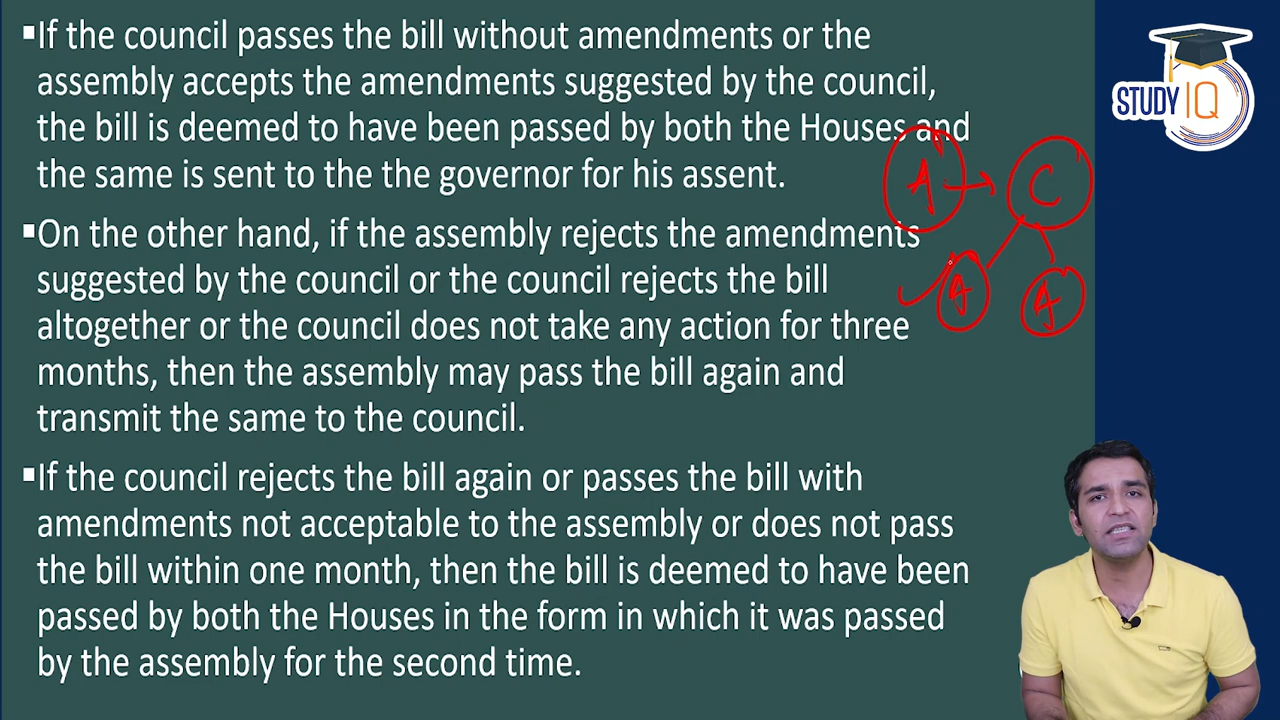 ▪If the council passes the bill without amendments or the
assembly accepts the amendments suggested by the council,
the bill is deemed to have been passed by both the Houses and
the same is sent to the the governor for his assent.
▪On the other hand, if the assembly rejects the amendments
suggested by the council or the council rejects the bill
altogether or the council does not take any action for three
months, then the assembly may pass the bill again and
transmit the same to the council.
▪If the council rejects the bill again or passes the bill with
amendments not acceptable to the assembly or does not pass
the bill within one month, then the bill is deemed to have been
passed by both the Houses in the form in which it was passed
by the assembly for the second time.
A → C
STUDY IQ